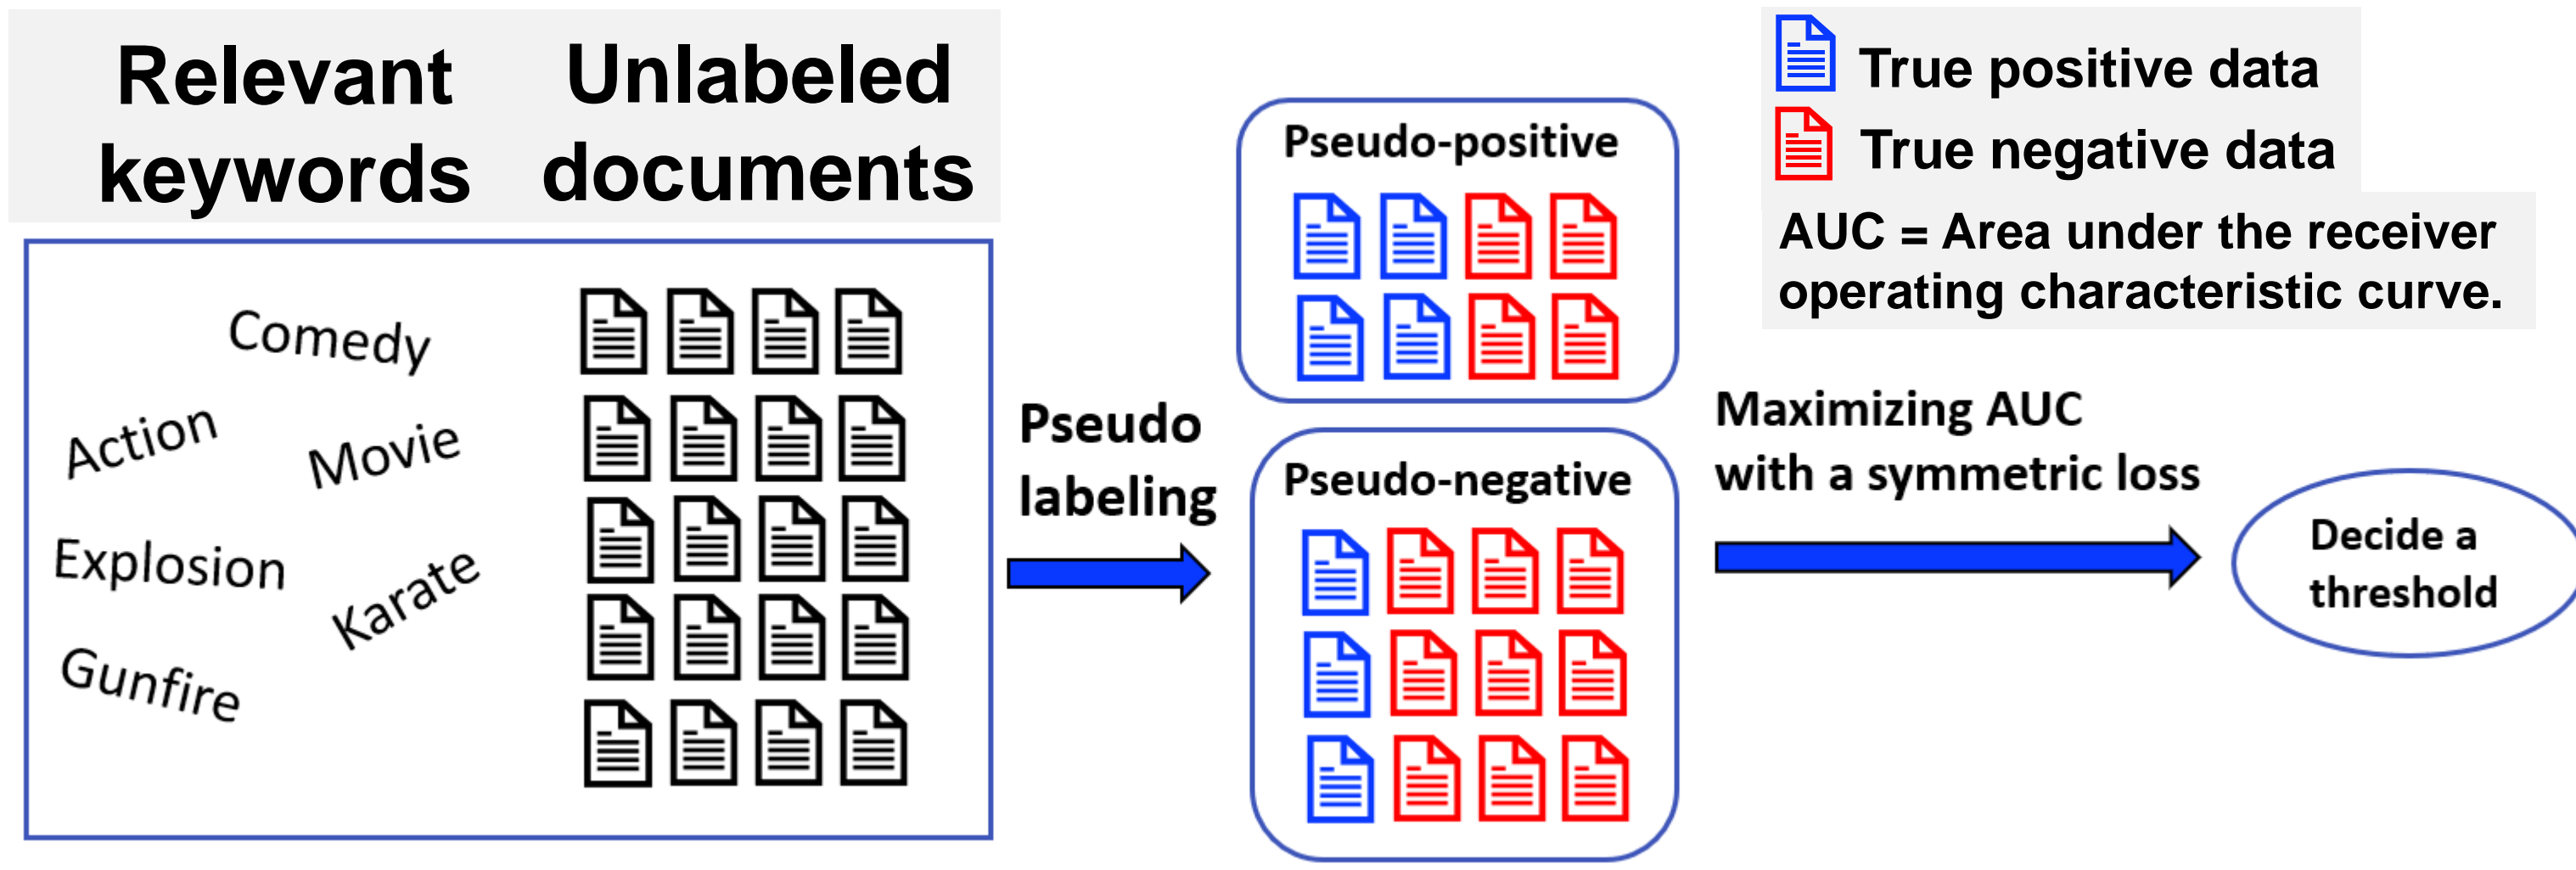 Relevant
keywords
Unlabeled
documents
Comedy
Action
Movie
Explosion
Karate
Gunfire
Pseudo
labeling
Pseudo-positive
Pseudo-negative
True positive data
True negative data
AUC = Area under the receiver
operating characteristic curve.
Maximizing AUC
with a symmetric loss
Decide a
threshold